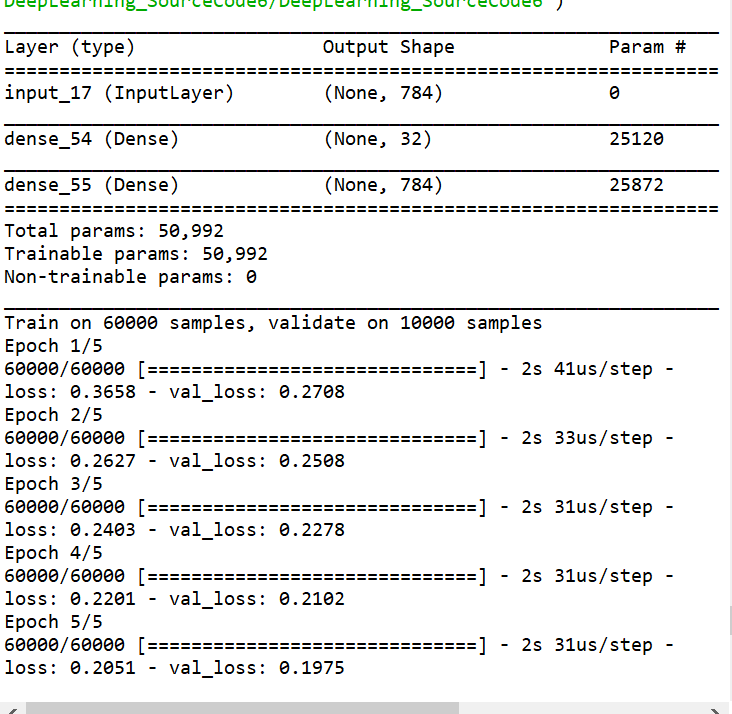 DeepLearning_SourceCode6/DeepLearning_SourceCode6')
_________________________________________________________________
Layer (type)                 Output Shape              Param #
=================================================================
input_17 (InputLayer)        (None, 784)               0
_________________________________________________________________
dense_54 (Dense)             (None, 32)                25120
_________________________________________________________________
dense_55 (Dense)             (None, 784)               25872
=================================================================
Total params: 50,992
Trainable params: 50,992
Non-trainable params: 0
_________________________________________________________________
Train on 60000 samples, validate on 10000 samples
Epoch 1/5
60000/60000 [==============================] - 2s 41us/step -
loss: 0.3658 - val_loss: 0.2708
Epoch 2/5
60000/60000 [==============================] - 2s 33us/step -
loss: 0.2627 - val_loss: 0.2508
Epoch 3/5
60000/60000 [==============================] - 2s 31us/step -
loss: 0.2403 - val_loss: 0.2278
Epoch 4/5
60000/60000 [==============================] - 2s 31us/step -
loss: 0.2201 - val_loss: 0.2102
Epoch 5/5
60000/60000 [==============================] - 2s 31us/step -
loss: 0.2051 - val_loss: 0.1975